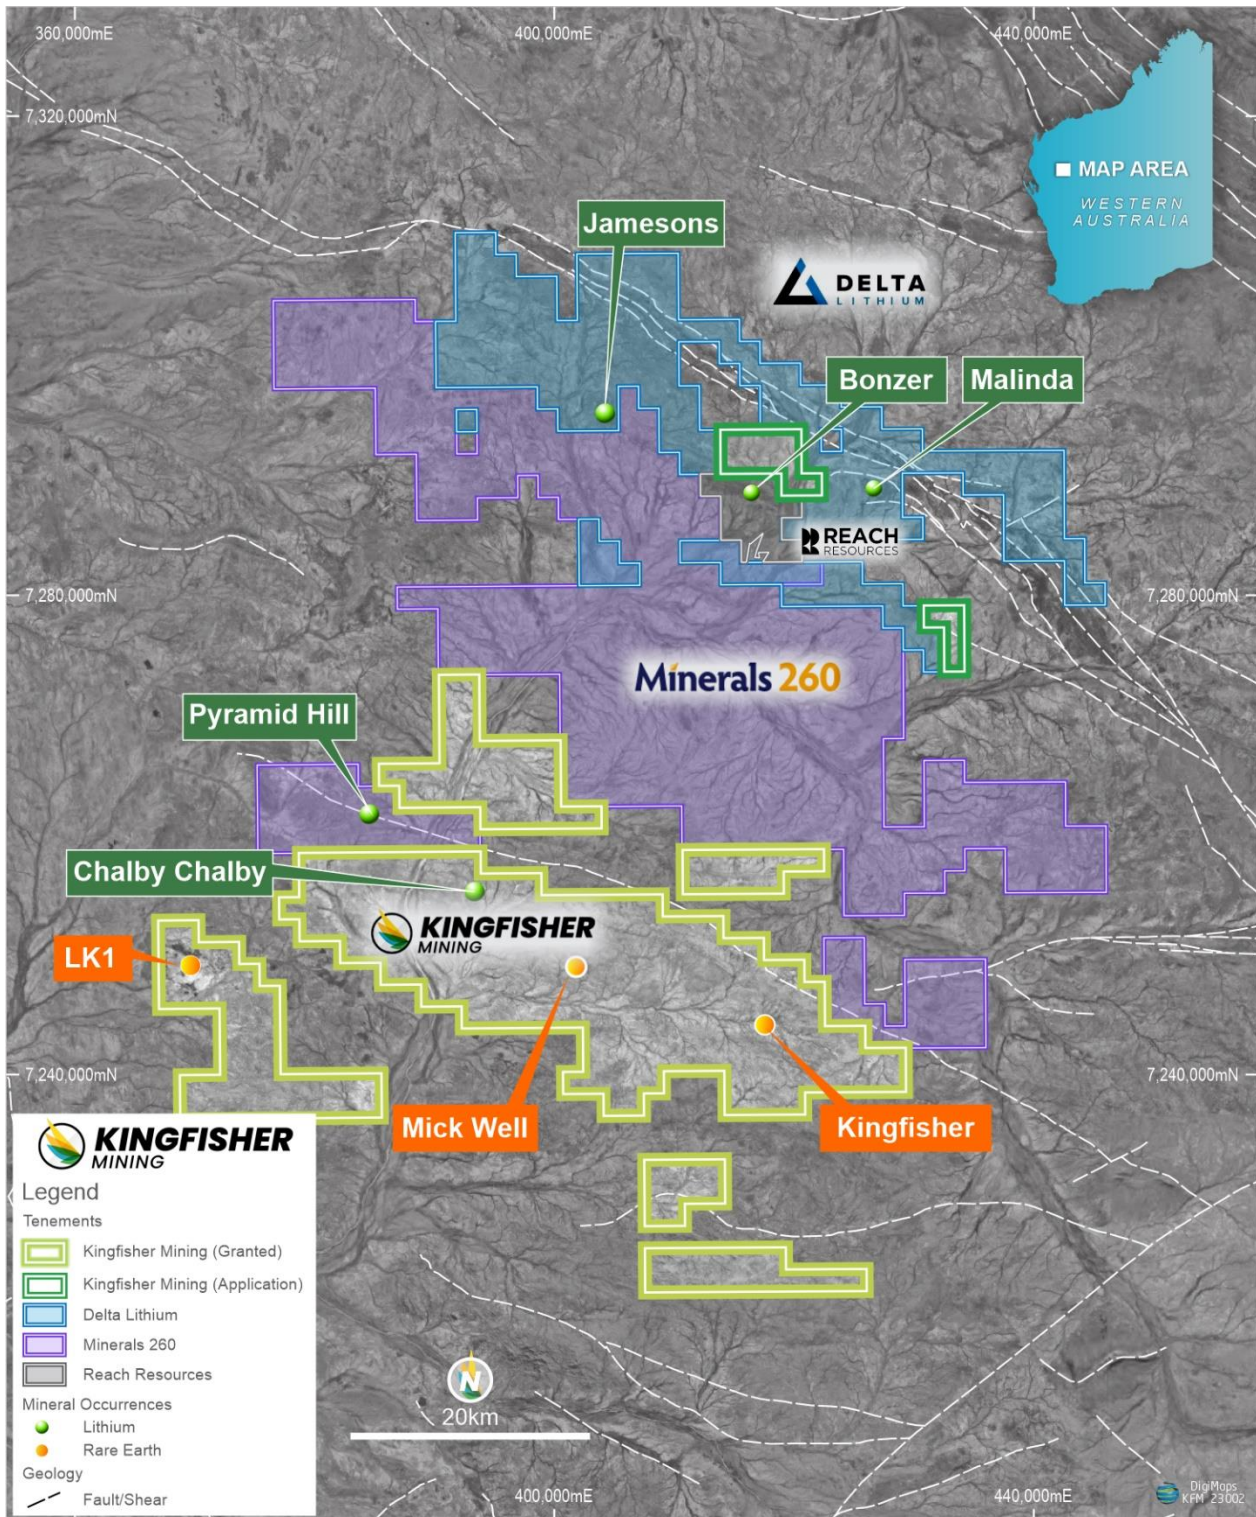 360,000mE
400,000mE
440,000mE
7,320,000mN
MAP AREA
WESTERN
AUSTRALIA
Jamesons
DELTA
LITHIUM
Bonzer
Malinda
REACH
RESOURCES
7,280,000mN
7,280,000mN
Minerals 260
Pyramid Hill
Chalby Chalby
KINGFISHER
MINING
LK1
7,240,000mN
7,240,000mN
Mick Well
Kingfisher
KINGFISHER
MINING
Legend
Tenements
Kingfisher Mining (Granted)
Kingfisher Mining (Application)
Delta Lithium
Minerals 260
Reach Resources
Mineral Occurrences
Lithium
Rare Earth
Geology
Fault/Shear
N
20km
400,000mE
440,000mE
DigiMaps
KFM 23002